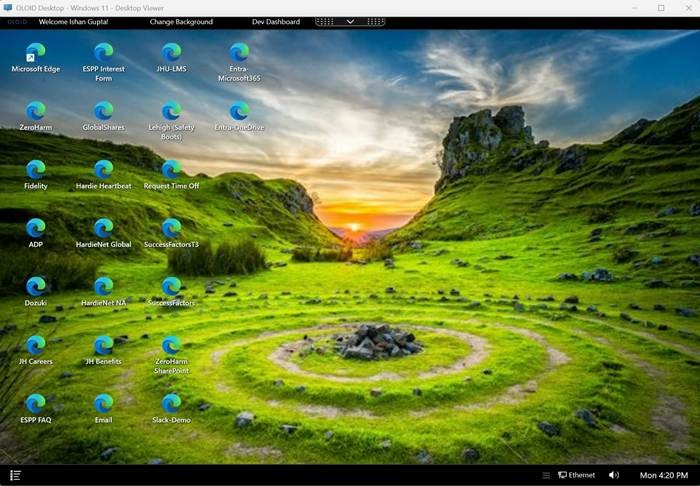 OLOID Desktop - Windows 11 - Desktop Viewer
OLOID Welcome Ishan Gupta! Change Background Dev Dashboard
Microsoft Edge
ESPP Interest
Form
JHU-LMS
Entra-
Microsoft365
ZeroHarm
GlobalShares
Lehigh (Safety
Boots)
Entra-OneDrive
Fidelity
Hardie Heartbeat
Request Time Off
ADP
HardieNet Global
SuccessFactorsT3
Dozuki
HardieNet NA
SuccessFactors
JH Careers
JH Benefits
ZeroHarm
SharePoint
ESPP FAQ
Email
Slack-Demo
Ethernet
Mon 4:20 PM